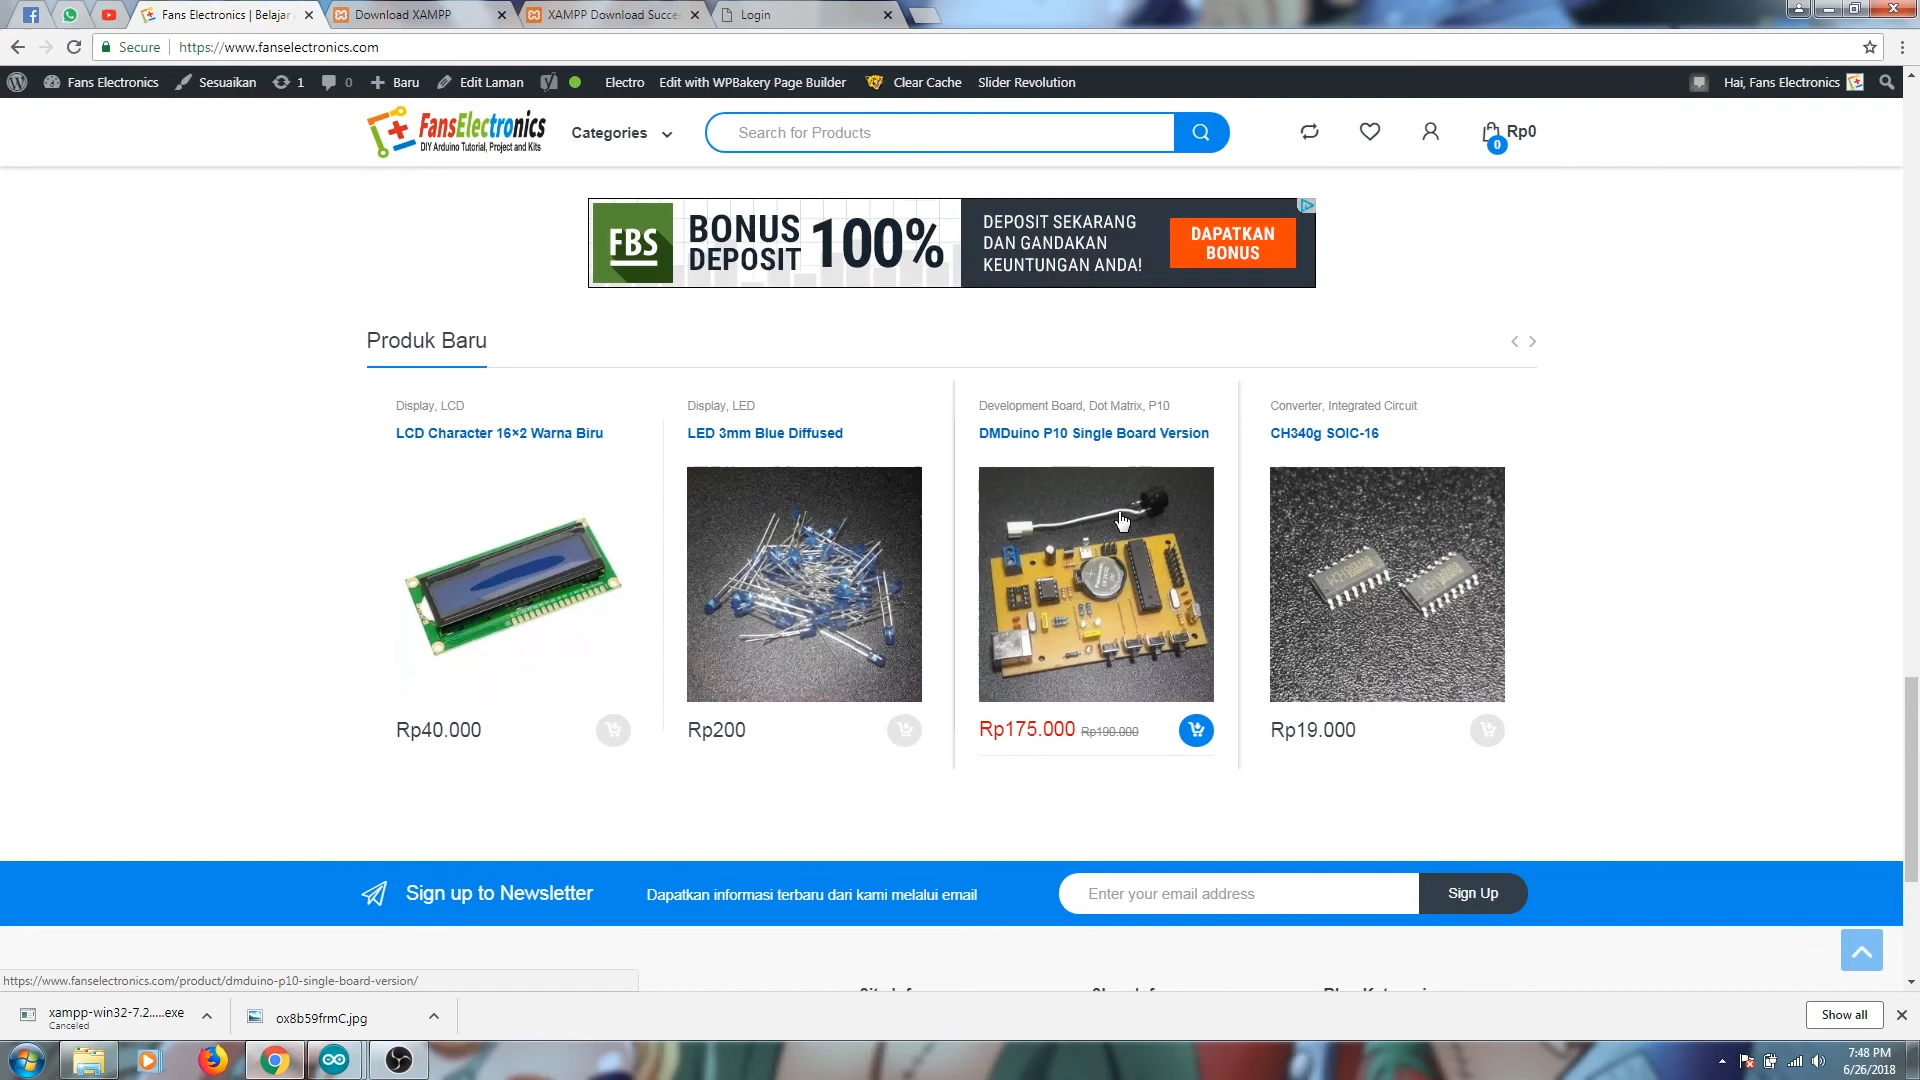 Fans Electronics | Belajar
Download XAMPP
XAMPP Download Succe
Login
Secure
https://www.fanselectronics.com
Fans Electronics
Sesuaikan
1
0
Baru
Edit Laman
Electro
Edit with WPBakery Page Builder
Clear Cache
Slider Revolution
Hai, Fans Electronics
FansElectronics
DIY Arduino Tutorial, Project and Kits
Categories
Search for Products
Rp0
0
FBS
BONUS DEPOSIT 100%
DEPOSIT SEKARANG
DAN GANDAKAN
KEUNTUNGAN ANDA!
DAPATKAN
BONUS
Produk Baru
Display, LCD
LCD Character 16×2 Warna Biru
Rp40.000
Display, LED
LED 3mm Blue Diffused
Rp200
Development Board, Dot Matrix, P10
DMDuino P10 Single Board Version
Rp175.000 Rp190.000
Converter, Integrated Circuit
CH340g SOIC-16
Rp19.000
Sign up to Newsletter
Dapatkan informasi terbaru dari kami melalui email
Enter your email address
Sign Up
https://www.fanselectronics.com/product/dmduino-p10-single-board-version/
xampp-win32-7.2.....exe
Canceled
ox8b59frmC.jpg
Show all
7:48 PM
6/26/2018